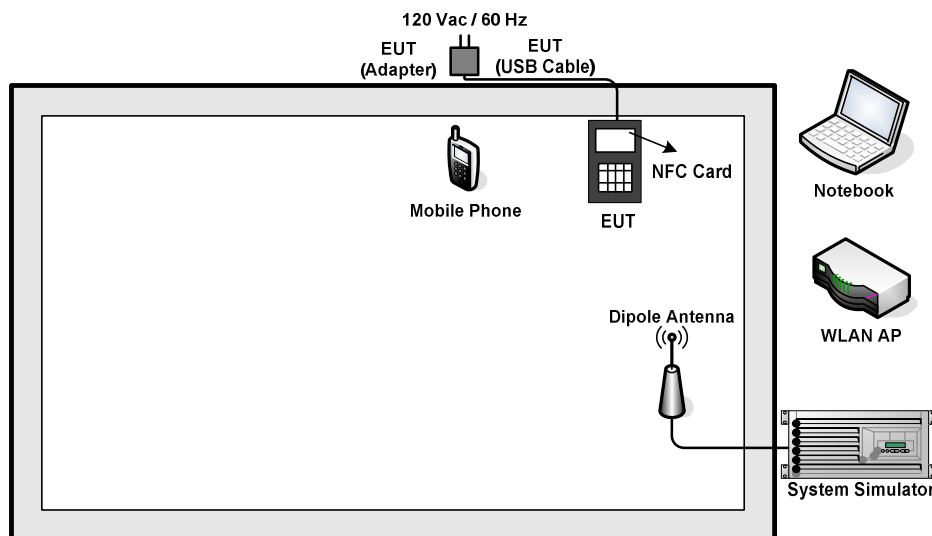 120 Vac / 60 Hz
EUT
(Adapter)
EUT
(USB Cable)
NFC Card
Mobile Phone
EUT
Notebook
Dipole Antenna
WLAN AP
System Simulator